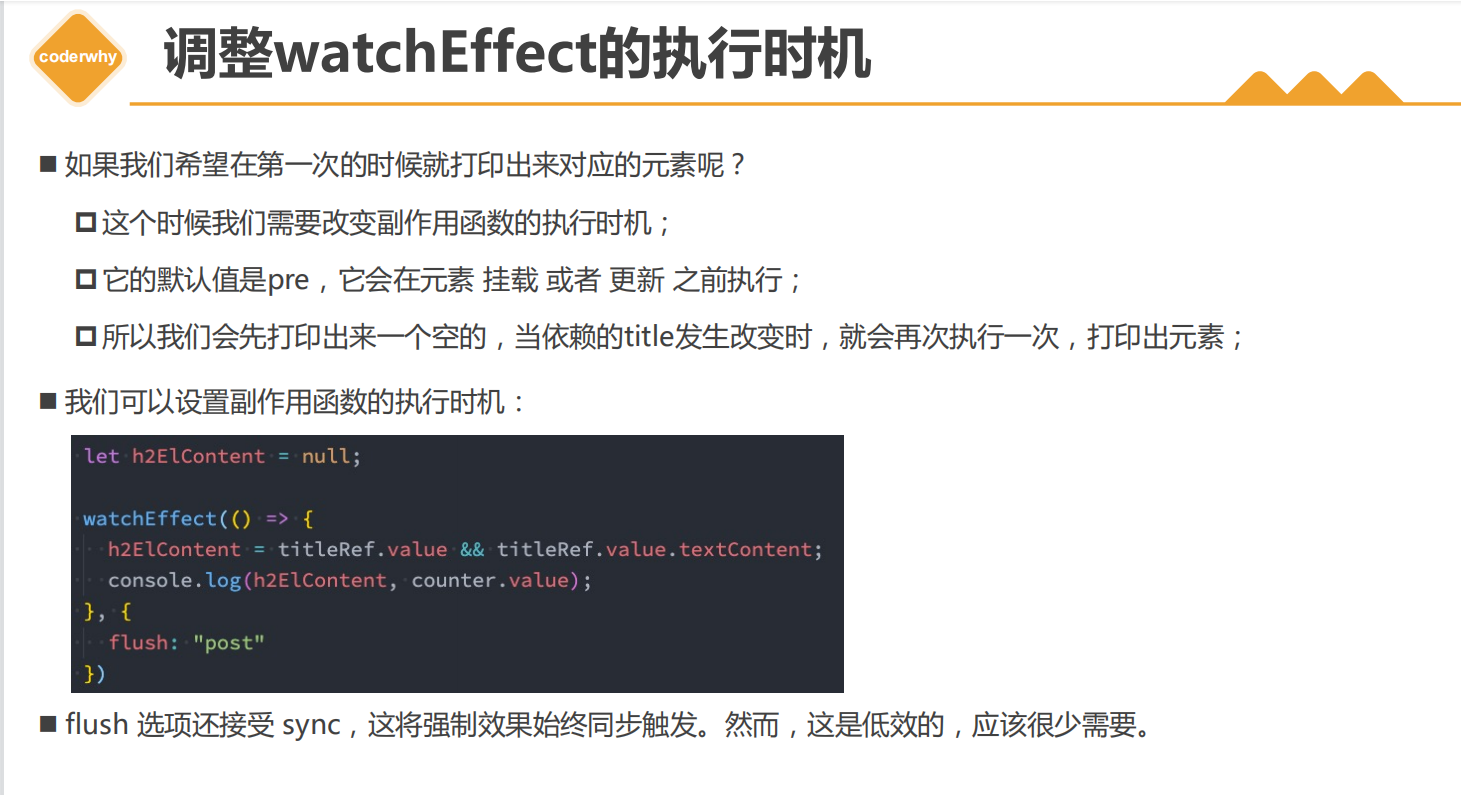 coderwhy
调整watchEffect的执行时机
如果我们希望在第一次的时候就打印出来对应的元素呢？
这个时候我们需要改变副作用函数的执行时机；
它的默认值是pre，它会在元素 挂载 或者 更新 之前执行；
所以我们会先打印出来一个空的，当依赖的title发生改变时，就会再次执行一次，打印出元素；
我们可以设置副作用函数的执行时机：
let h2ElContent = null;
watchEffect(() => {
h2ElContent = titleRef.value && titleRef.value.textContent;
console.log(h2ElContent, counter.value);
}, {
flush: "post"
})
flush 选项还接受 sync，这将强制效果始终同步触发。然而，这是低效的，应该很少需要。